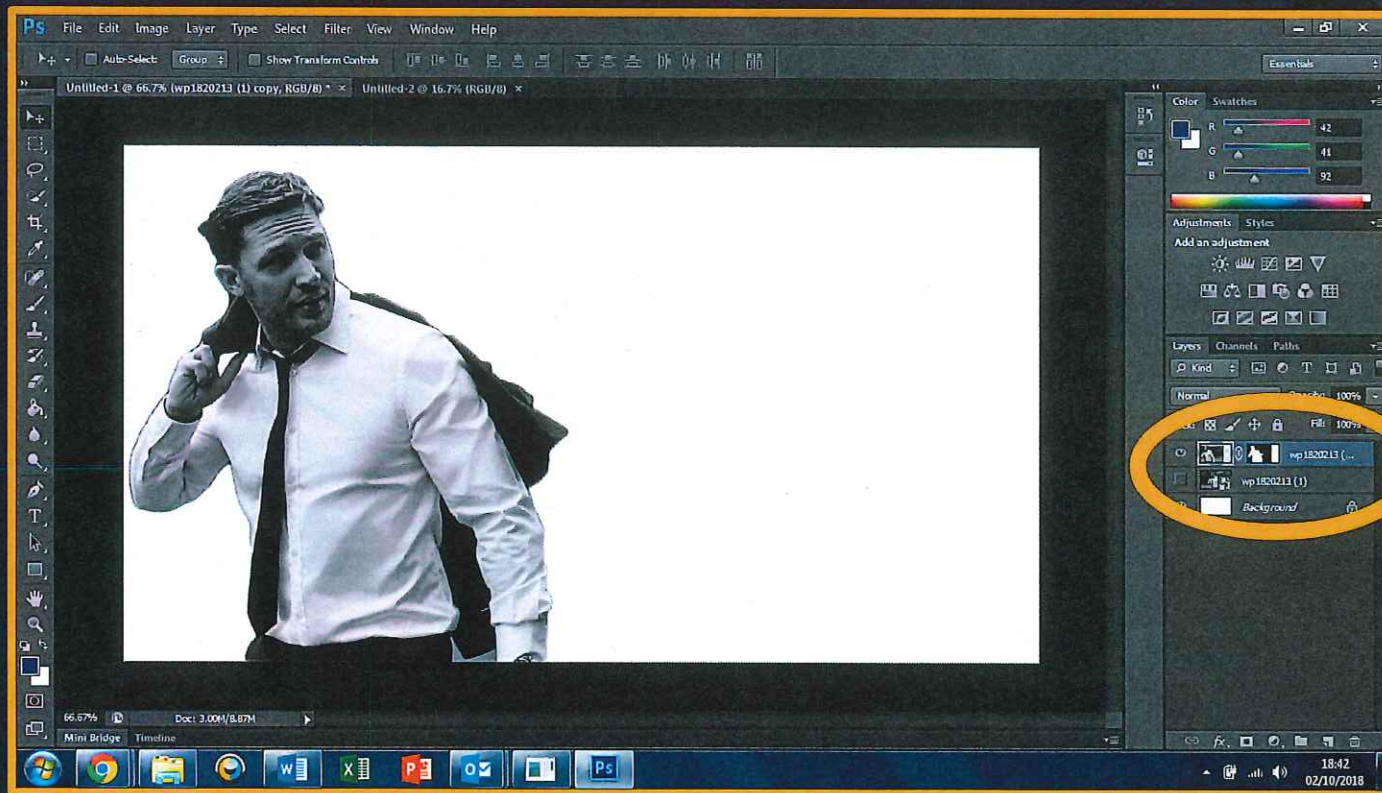 Ps File Edit Image Layer Type Select Filter View Window Help
Auto-Select: Group Show Transform Controls Essentials
Untitled-1 @ 66.7% (wp1820213 (1) copy, RGB/8) * × Untitled-2 @ 16.7% (RGB/8) ×
Color Swatches
R 42
G 41
B 92
Adjustments Styles
Add an adjustment
Layers Channels Paths
Kind
Normal 100%
Fill: 100%
wp1820213 (...
wp1820213 (1)
Background
66.67% Doc: 3.00M/8.87M
Mini Bridge Timeline
fx
Ps
18:42
02/10/2018